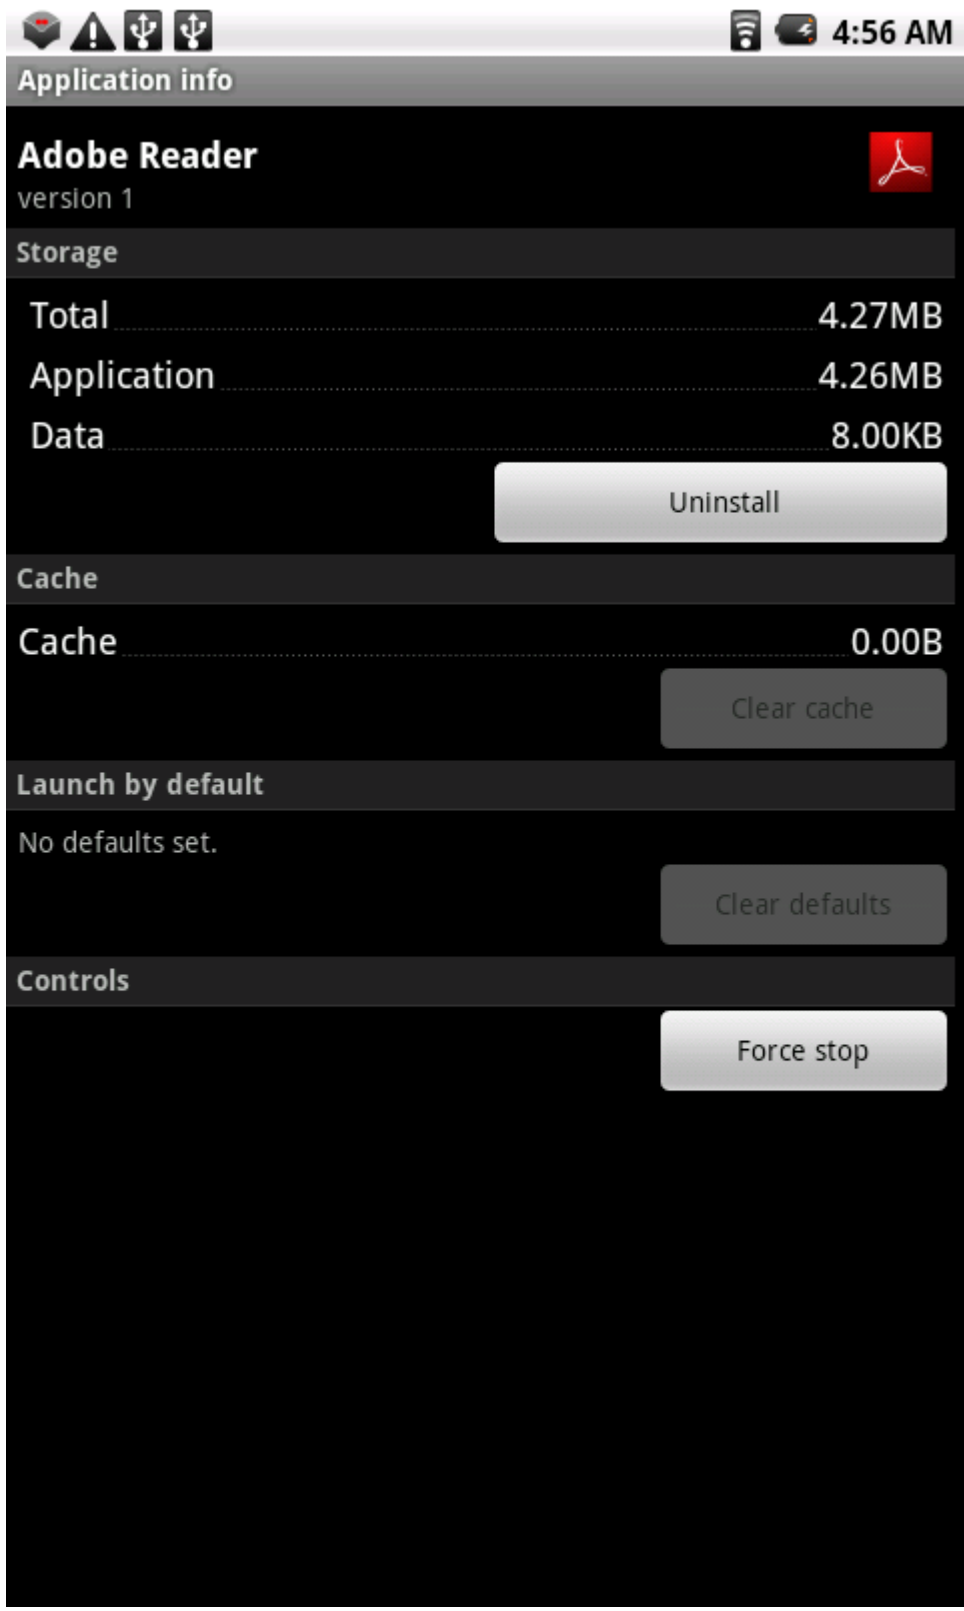 4:56 AM
Application info
Adobe Reader
version 1
Storage
Total 4.27MB
Application 4.26MB
Data 8.00KB
Uninstall
Cache
Cache 0.00B
Clear cache
Launch by default
No defaults set.
Clear defaults
Controls
Force stop